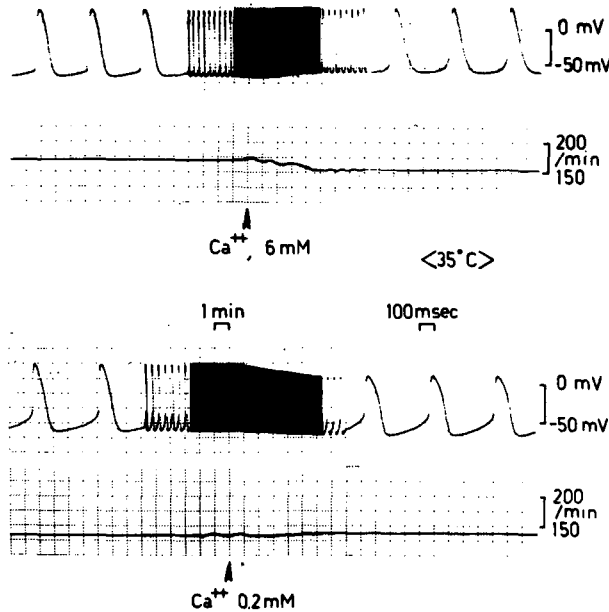 0 mV
-50 mV
200
/min
150
Ca++, 6 mM
<35°C>
1 min
100 msec
0 mV
-50 mV
200
/min
150
Ca++ 0.2 mM